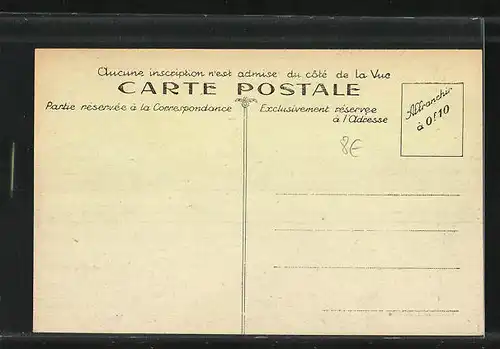 Aucune inscription n'est admise du côté de la Vue
CARTE POSTALE
Partie réservée à la Correspondance
Exclusivement réservée
à l'Adresse
Affranchir
à 0f10
8€